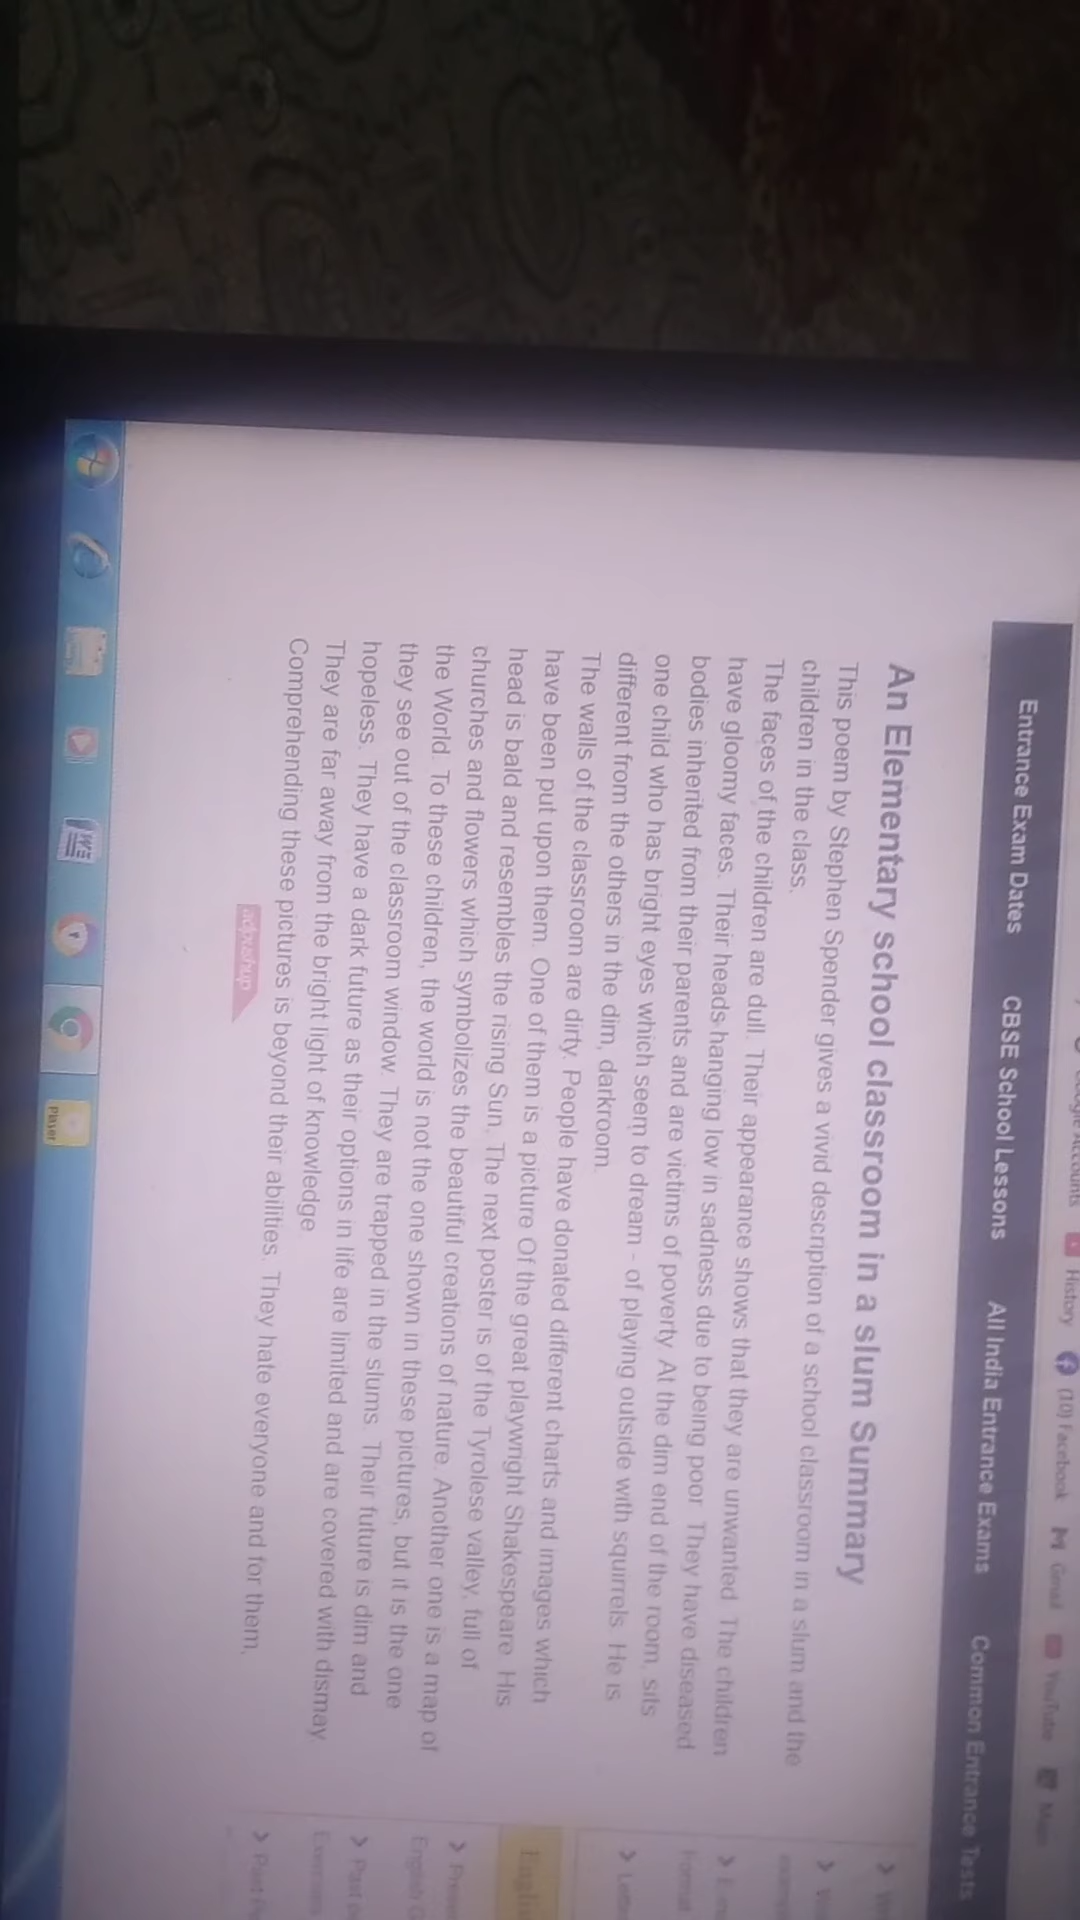 History (10) Facebook Gmail YouTube
Entrance Exam Dates CBSE School Lessons All India Entrance Exams Common Entrance Tests
An Elementary school classroom in a slum Summary
This poem by Stephen Spender gives a vivid description of a school classroom in a slum and the
children in the class.
The faces of the children are dull. Their appearance shows that they are unwanted. The children
have gloomy faces. Their heads hanging low in sadness due to being poor. They have diseased
bodies inherited from their parents and are victims of poverty. At the dim end of the room, sits
one child who has bright eyes which seem to dream - of playing outside with squirrels. He is
different from the others in the dim, darkroom.
The walls of the classroom are dirty. People have donated different charts and images which
have been put upon them. One of them is a picture Of the great playwright Shakespeare. His
head is bald and resembles the rising Sun. The next poster is of the Tyrolese valley, full of
churches and flowers which symbolizes the beautiful creations of nature. Another one is a map of
the World. To these children, the world is not the one shown in these pictures, but it is the one
they see out of the classroom window. They are trapped in the slums. Their future is dim and
hopeless. They have a dark future as their options in life are limited and are covered with dismay.
They are far away from the bright light of knowledge.
Comprehending these pictures is beyond their abilities. They hate everyone and for them,
Format
English
Exercises
Player